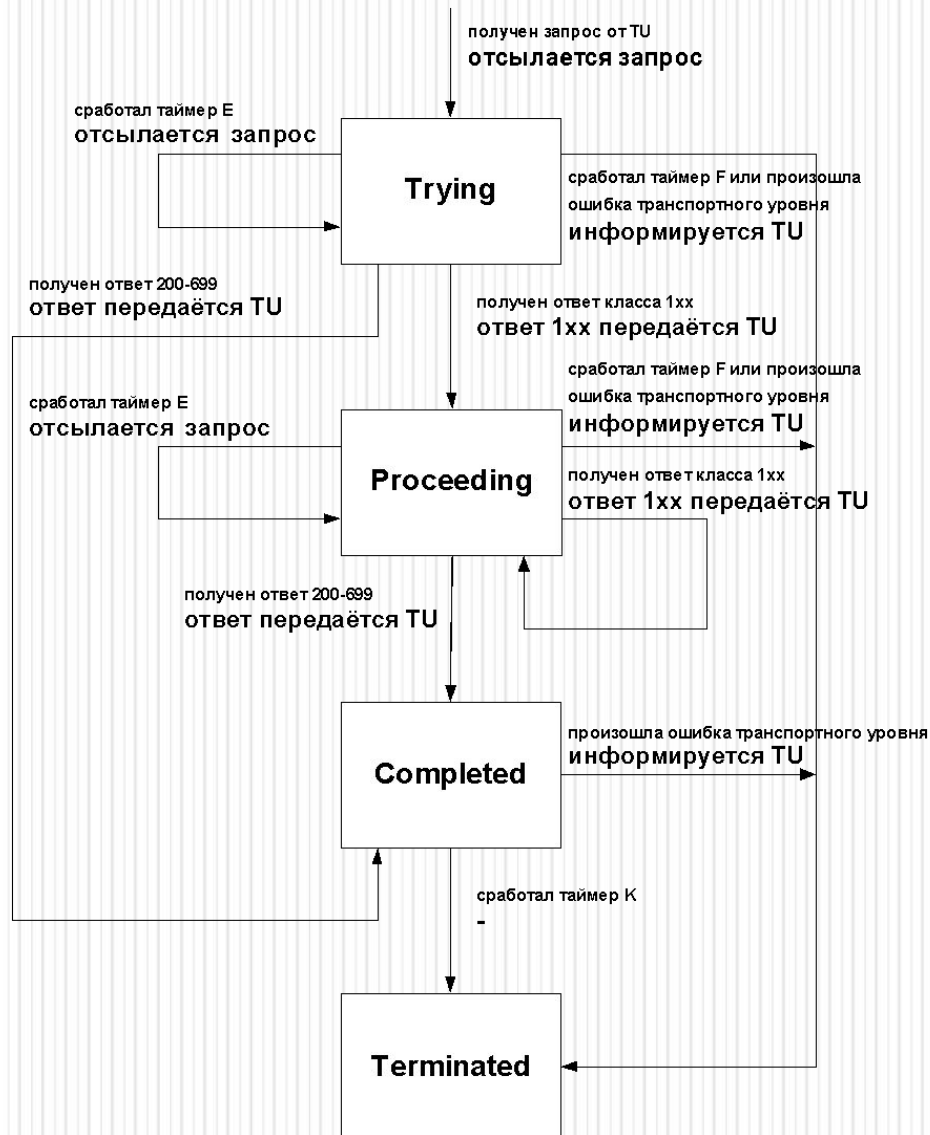 получен запрос от TU
отсылается запрос
сработал таймер E
отсылается запрос
Trying
сработал таймер F или произошла
ошибка транспортного уровня
информируется TU
получен ответ 200-699
ответ передаётся TU
получен ответ класса 1xx
ответ 1xx передаётся TU
сработал таймер F или произошла
ошибка транспортного уровня
информируется TU
сработал таймер E
отсылается запрос
Proceeding
получен ответ класса 1xx
ответ 1xx передаётся TU
получен ответ 200-699
ответ передаётся TU
Completed
произошла ошибка транспортного уровня
информируется TU
сработал таймер K
-
Terminated